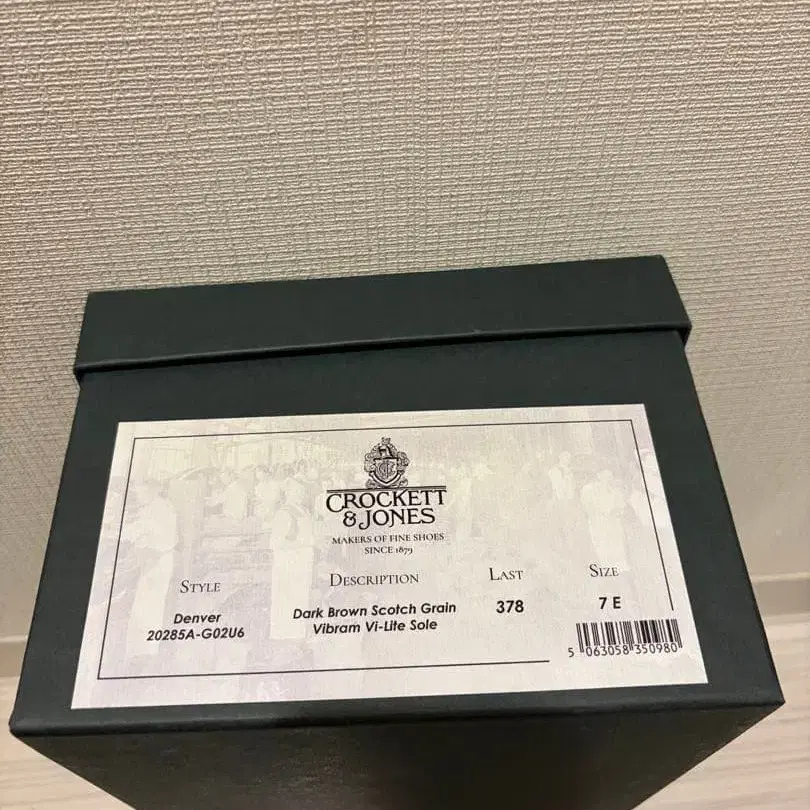 CROCKETT
& JONES
MAKERS OF FINE SHOES
SINCE 1879
STYLE DESCRIPTION LAST SIZE
Denver Dark Brown Scotch Grain 378 7 E
20285A-G02U6 Vibram Vi-Lite Sole
5 063058 350980